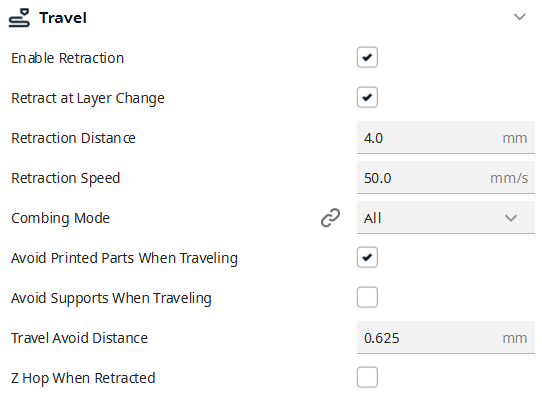 Travel
Enable Retraction
Retract at Layer Change
Retraction Distance 4.0 mm
Retraction Speed 50.0 mm/s
Combing Mode All
Avoid Printed Parts When Traveling
Avoid Supports When Traveling
Travel Avoid Distance 0.625 mm
Z Hop When Retracted